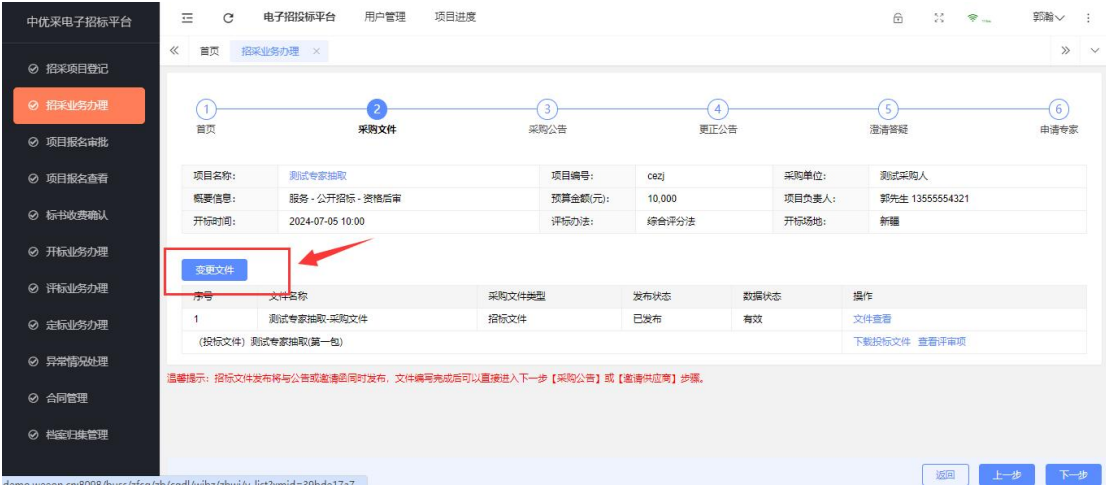 中优采电子招标平台 电子招投标平台 用户管理 项目进度 郭瀚
首页 招采业务办理 ×
招采项目登记
招采业务办理
项目报名审批
项目报名查看
标书收费确认
开标业务办理
评标业务办理
定标业务办理
异常情况处理
合同管理
档案归集管理
1 2 3 4 5 6
首页 采购文件 采购公告 更正公告 澄清答疑 申请专家
项目名称: 测试专家抽取 项目编号: cezj 采购单位: 测试采购人
概要信息: 服务 - 公开招标 - 资格后审 预算金额(元): 10,000 项目负责人: 郭先生 13555554321
开标时间: 2024-07-05 10:00 评标办法: 综合评分法 开标场地: 新疆
变更文件
序号 文件名称 采购文件类型 发布状态 数据状态 操作
1 测试专家抽取-采购文件 招标文件 已发布 有效 文件查看
(投标文件) 测试专家抽取(第一包) 下载投标文件 查看评审项
温馨提示: 招标文件发布将与公告或邀请函同时发布, 文件编写完成后可以直接进入下一步【采购公告】或【邀请供应商】步骤。
返回 上一步 下一步